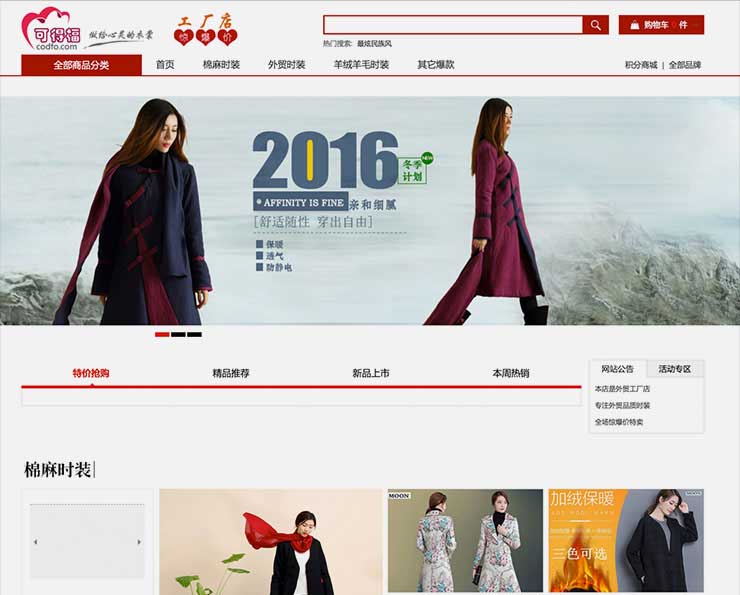 可得福
codfo.com
做给心灵的衣裳
工厂店
惊爆价
购物车 0 件
热门搜索: 最炫民族风
全部商品分类
首页
棉麻时装
外贸时装
羊绒羊毛时装
其它爆款
积分商城 | 全部品牌
2016
冬季
计划
NEW
AFFINITY IS FINE 亲和细腻
[舒适随性 穿出自由]
保暖
透气
防静电
特价抢购
精品推荐
新品上市
本周热销
网站公告
活动专区
本店是外贸工厂店
专注外贸品质时装
全场惊爆价特卖
棉麻时装
MOON
加绒保暖
三色可选